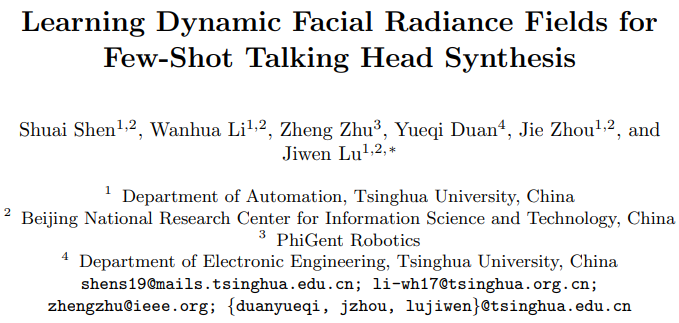 Learning Dynamic Facial Radiance Fields for
Few-Shot Talking Head Synthesis
Shuai Shen1,2, Wanhua Li1,2, Zheng Zhu3, Yueqi Duan4, Jie Zhou1,2, and
Jiwen Lu1,2,*
1 Department of Automation, Tsinghua University, China
2 Beijing National Research Center for Information Science and Technology, China
3 PhiGent Robotics
4 Department of Electronic Engineering, Tsinghua University, China
shens19@mails.tsinghua.edu.cn; li-wh17@tsinghua.org.cn;
zhengzhu@ieee.org; {duanyueqi, jzhou, lujiwen}@tsinghua.edu.cn